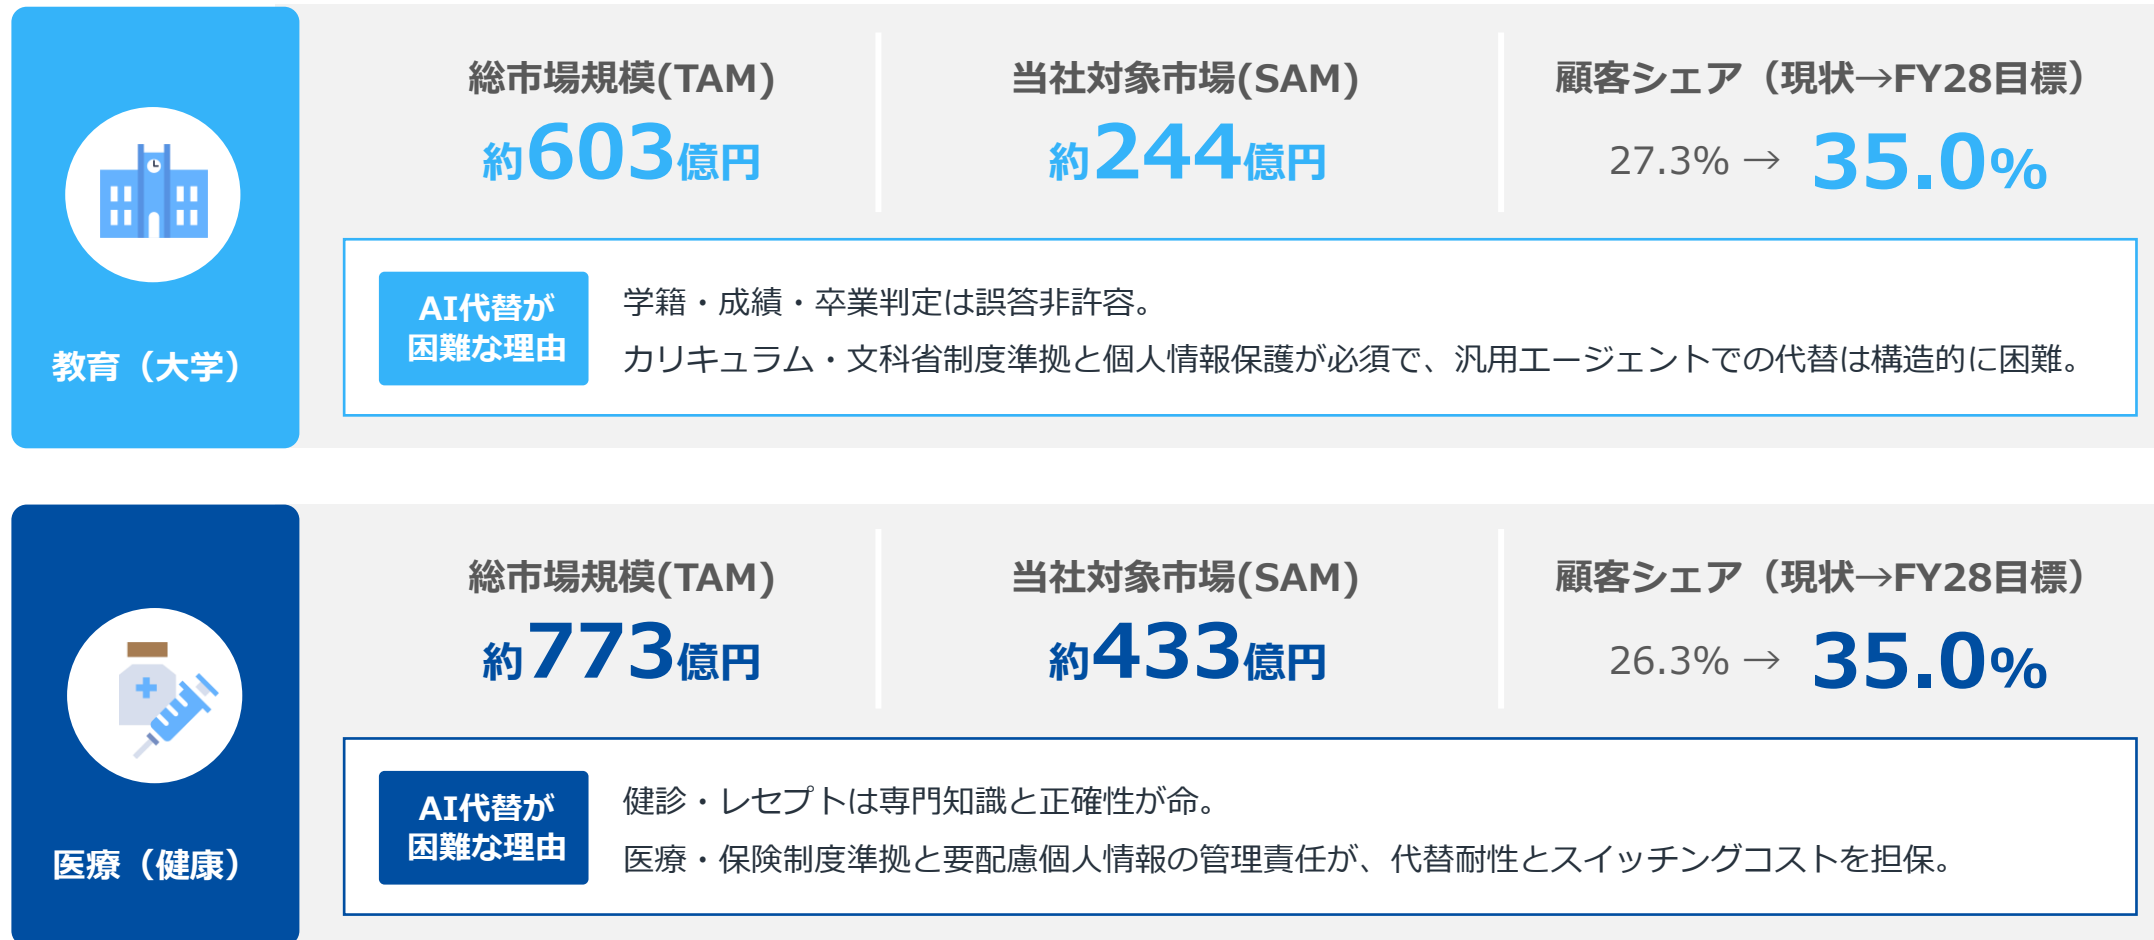 教育（大学）
総市場規模(TAM)
約603億円
当社対象市場(SAM)
約244億円
顧客シェア（現状→FY28目標）
27.3% → 35.0%
AI代替が
困難な理由
学籍・成績・卒業判定は誤答非許容。
カリキュラム・文科省制度準拠と個人情報保護が必須で、汎用エージェントでの代替は構造的に困難。
医療（健康）
総市場規模(TAM)
約773億円
当社対象市場(SAM)
約433億円
顧客シェア（現状→FY28目標）
26.3% → 35.0%
AI代替が
困難な理由
健診・レセプトは専門知識と正確性が命。
医療・保険制度準拠と要配慮個人情報の管理責任が、代替耐性とスイッチングコストを担保。